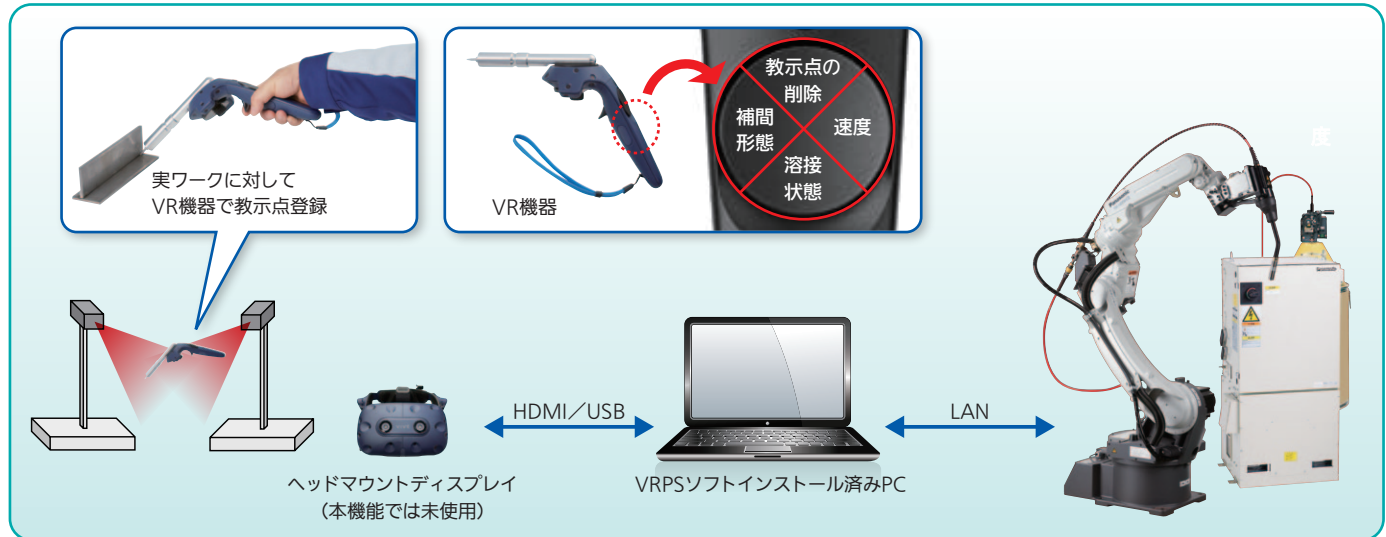 実ワークに対して
VR機器で教示点登録
VR機器
教示点の
削除
補間
形態
速度
溶接
状態
度
HDMI／USB
LAN
ヘッドマウントディスプレイ
（本機能では未使用）
VRPSソフトインストール済みPC